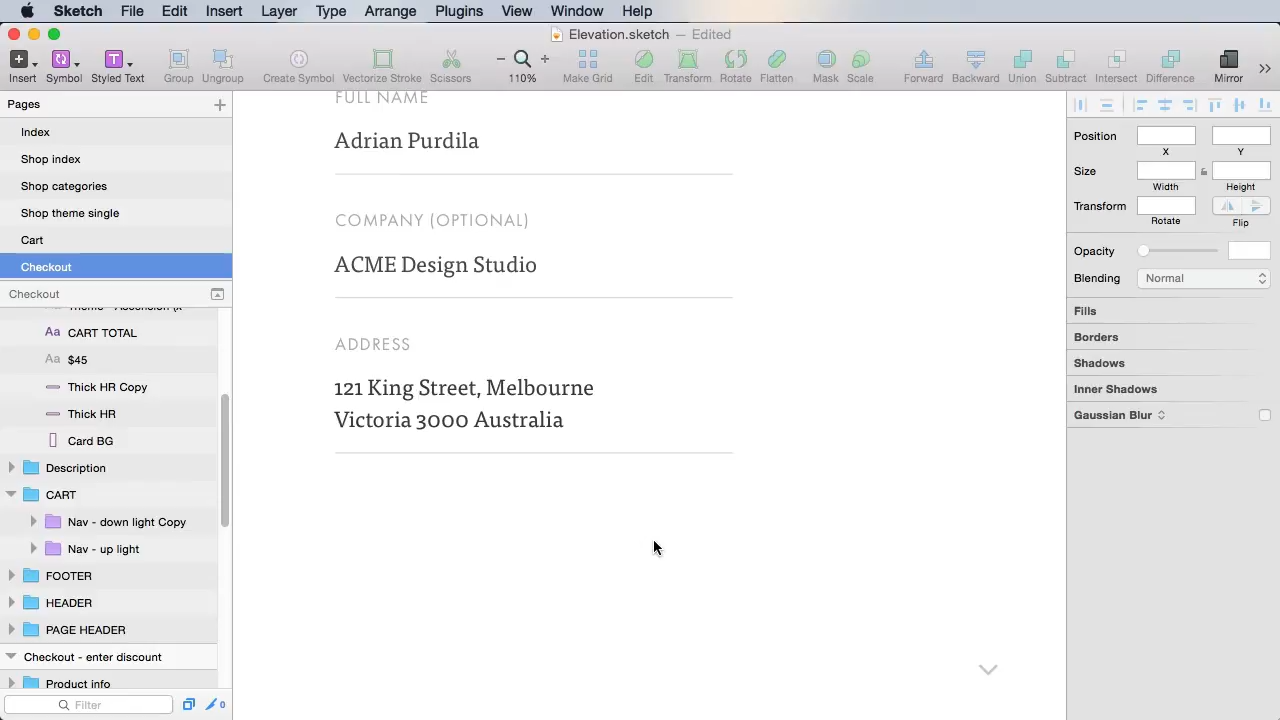 Sketch File Edit Insert Layer Type Arrange Plugins View Window Help
Elevation.sketch — Edited
Insert Symbol Styled Text Group Ungroup Create Symbol Vectorize Stroke Scissors 110% Make Grid Edit Transform Rotate Flatten Mask Scale Forward Backward Union Subtract Intersect Difference Mirror
Pages
Index
Shop index
Shop categories
Shop theme single
Cart
Checkout
Checkout
Aa CART TOTAL
Aa $45
Thick HR Copy
Thick HR
Card BG
Description
CART
Nav - down light Copy
Nav - up light
FOOTER
HEADER
PAGE HEADER
Checkout - enter discount
Product info
Filter
0
FULL NAME
Adrian Purdila
COMPANY (OPTIONAL)
ACME Design Studio
ADDRESS
121 King Street, Melbourne
Victoria 3000 Australia
Position
X Y
Size
Width Height
Transform
Rotate Flip
Opacity
Blending Normal
Fills
Borders
Shadows
Inner Shadows
Gaussian Blur